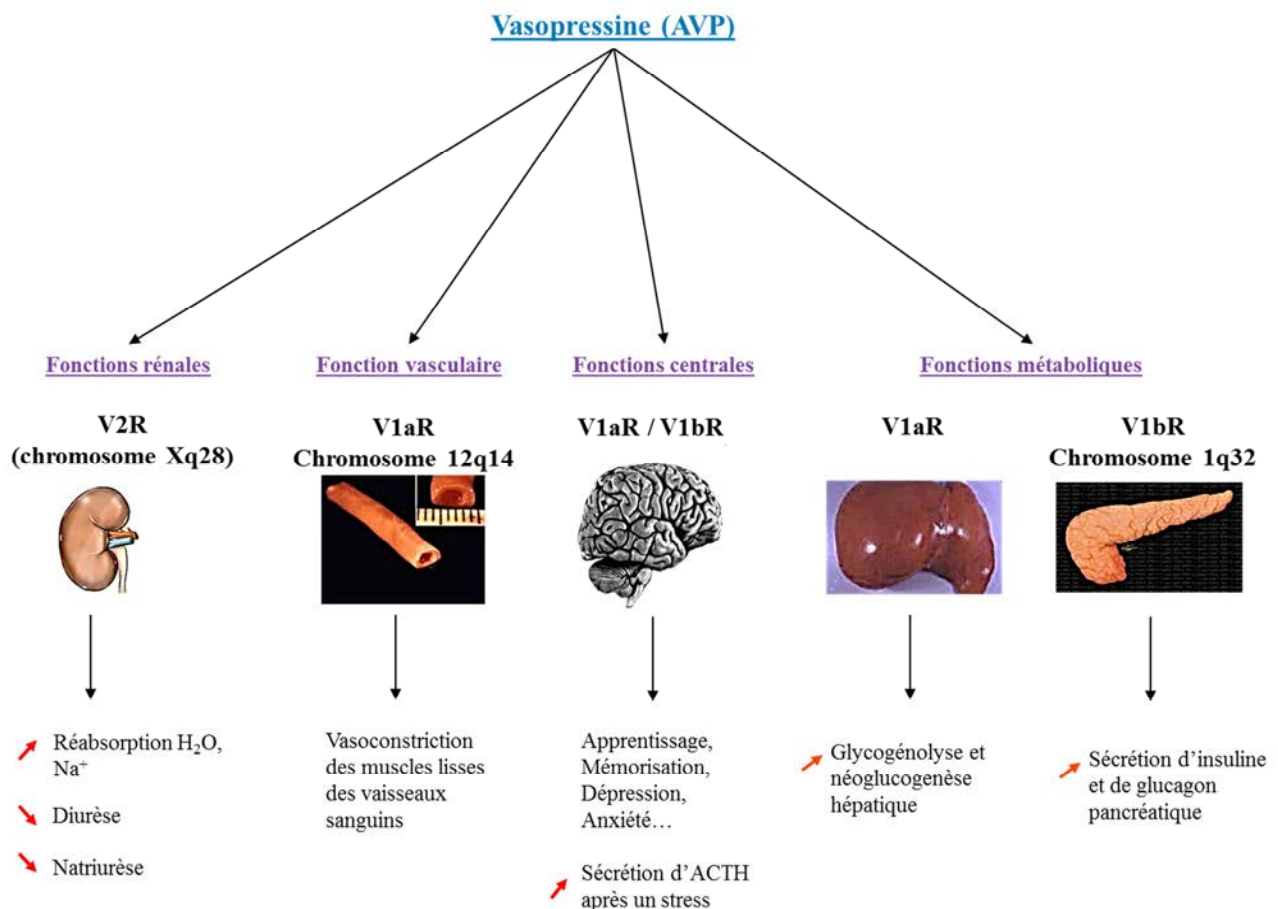 Vasopressine (AVP)
Fonctions rénales
Fonction vasculaire
Fonctions centrales
Fonctions métaboliques
V2R
(chromosome Xq28)
V1aR
Chromosome 12q14
V1aR / V1bR
V1aR
V1bR
Chromosome 1q32
Réabsorption H₂O,
Na⁺
Diurèse
Natriurèse
Vasoconstriction
des muscles lisses
des vaisseaux
sanguins
Apprentissage,
Mémorisation,
Dépression,
Anxiété…
Sécrétion d’ACTH
après un stress
Glycogénolyse et
néoglucogenèse
hépatique
Sécrétion d’insuline
et de glucagon
pancréatique